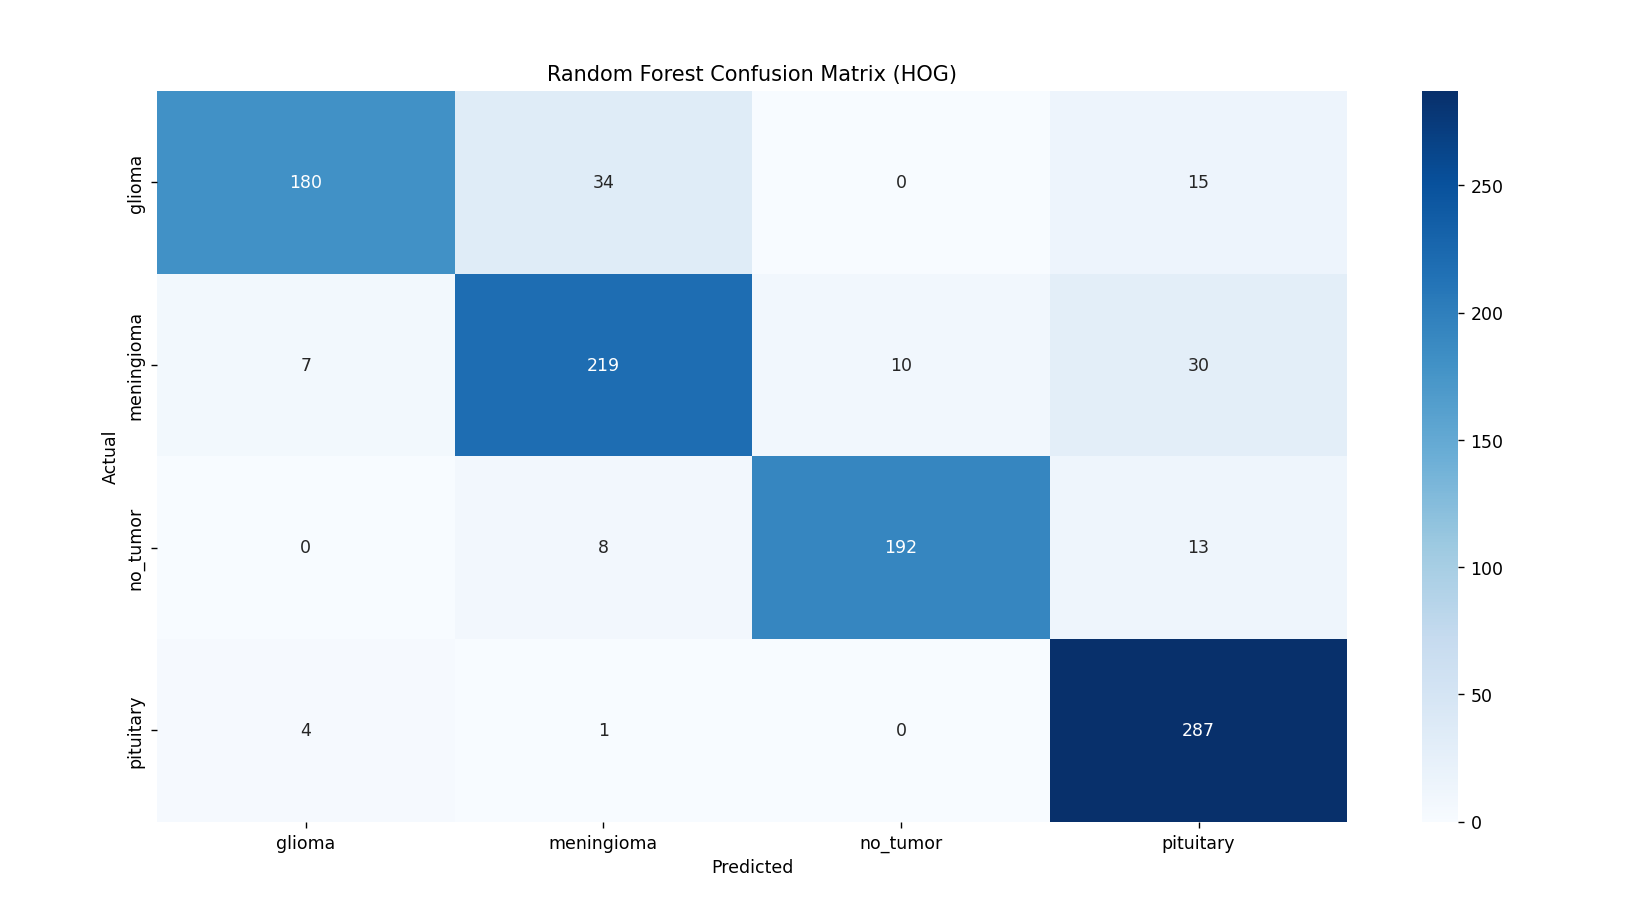 Random Forest Confusion Matrix (HOG)
Actual
glioma
180 34 0 15
meningioma
7 219 10 30
no_tumor
0 8 192 13
pituitary
4 1 0 287
glioma meningioma no_tumor pituitary
Predicted
250
200
150
100
50
0